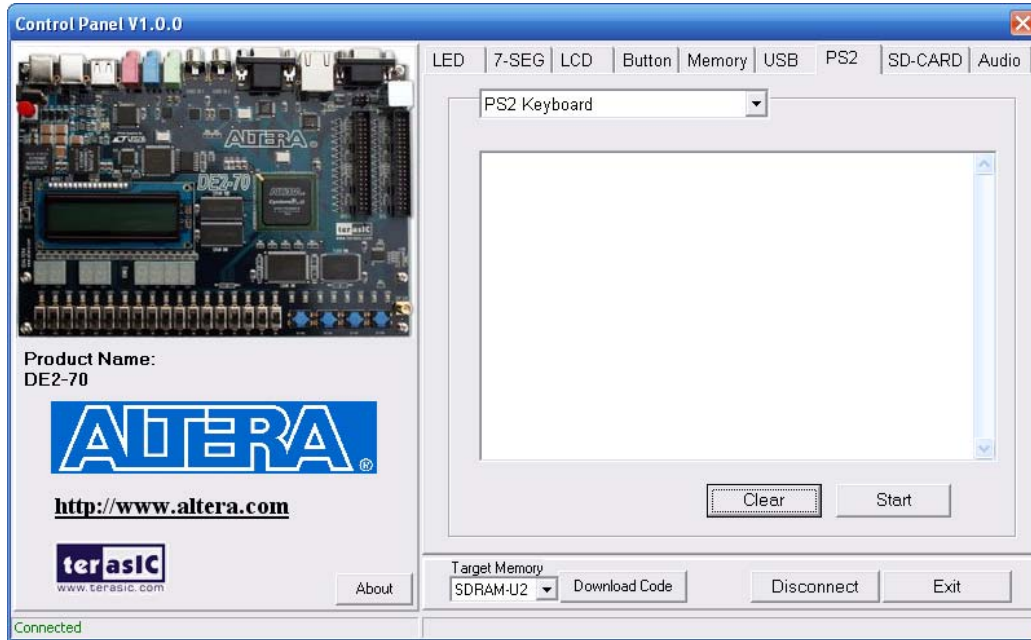 Control Panel V1.0.0
LED 7-SEG LCD Button Memory USB PS2 SD-CARD Audio
PS2 Keyboard
ALTERA
DE2-70
ALTERA
terasIC
Product Name:
DE2-70
ALTERA®
http://www.altera.com
terasIC
www.terasic.com
About
Clear Start
Target Memory
SDRAM-U2 Download Code Disconnect Exit
Connected